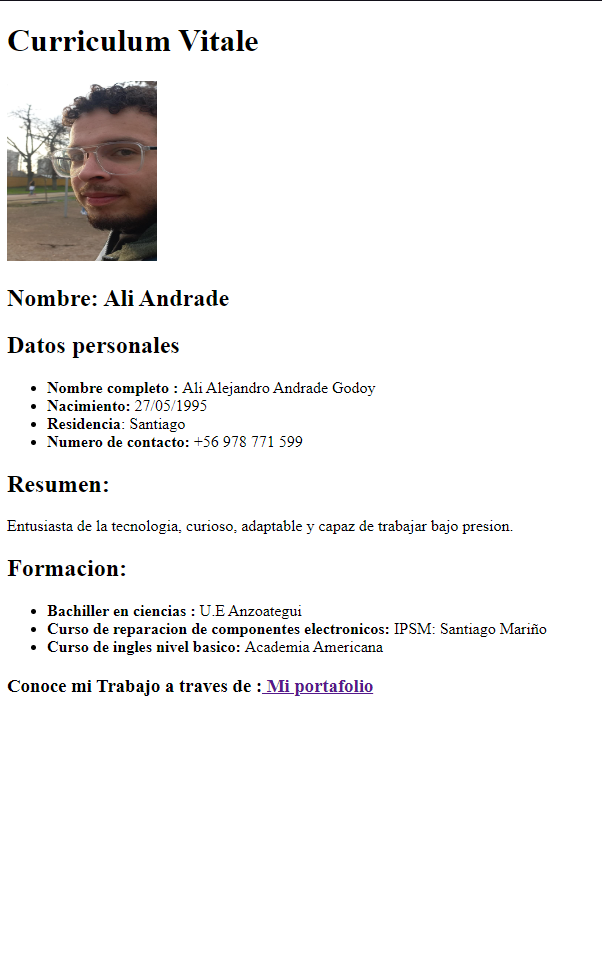 Curriculum Vitale
Nombre: Ali Andrade
Datos personales
Nombre completo : Ali Alejandro Andrade Godoy
Nacimiento: 27/05/1995
Residencia: Santiago
Numero de contacto: +56 978 771 599
Resumen:
Entusiasta de la tecnologia, curioso, adaptable y capaz de trabajar bajo presion.
Formacion:
Bachiller en ciencias : U.E Anzoategui
Curso de reparacion de componentes electronicos: IPSM: Santiago Mariño
Curso de ingles nivel basico: Academia Americana
Conoce mi Trabajo a traves de : Mi portafolio